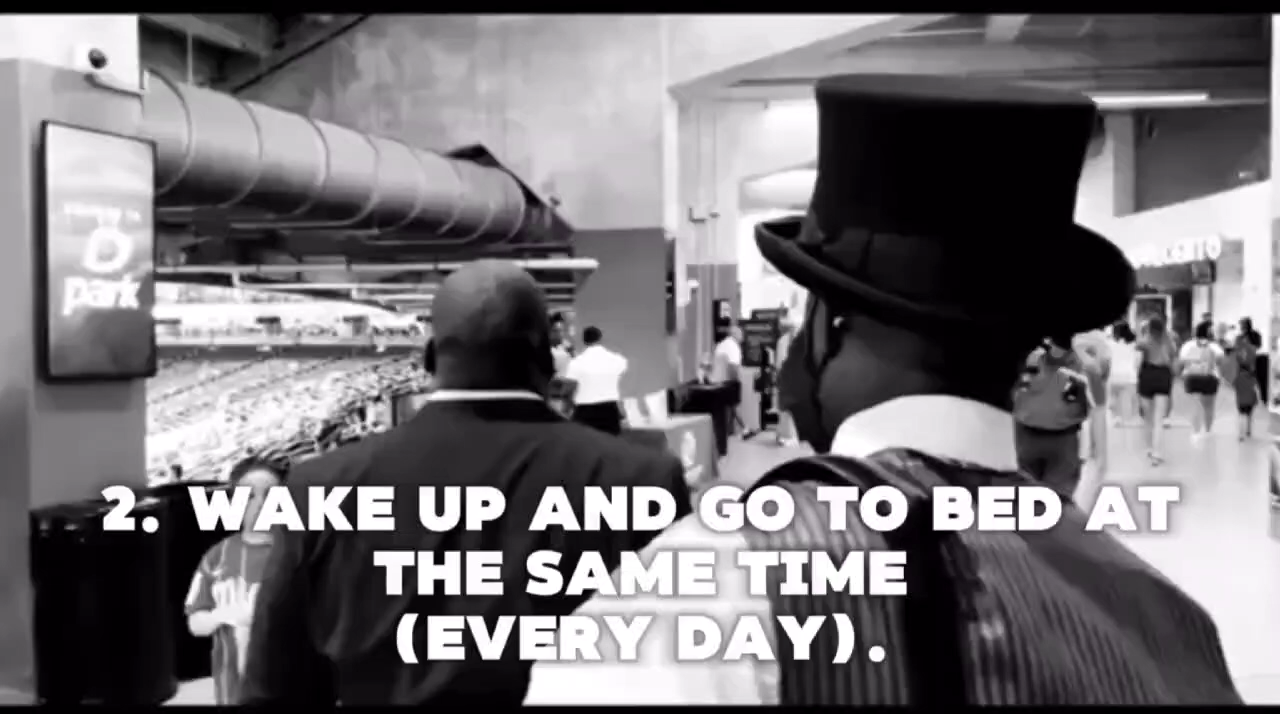 park
2. WAKE UP AND GO TO BED AT
THE SAME TIME
(EVERY DAY).